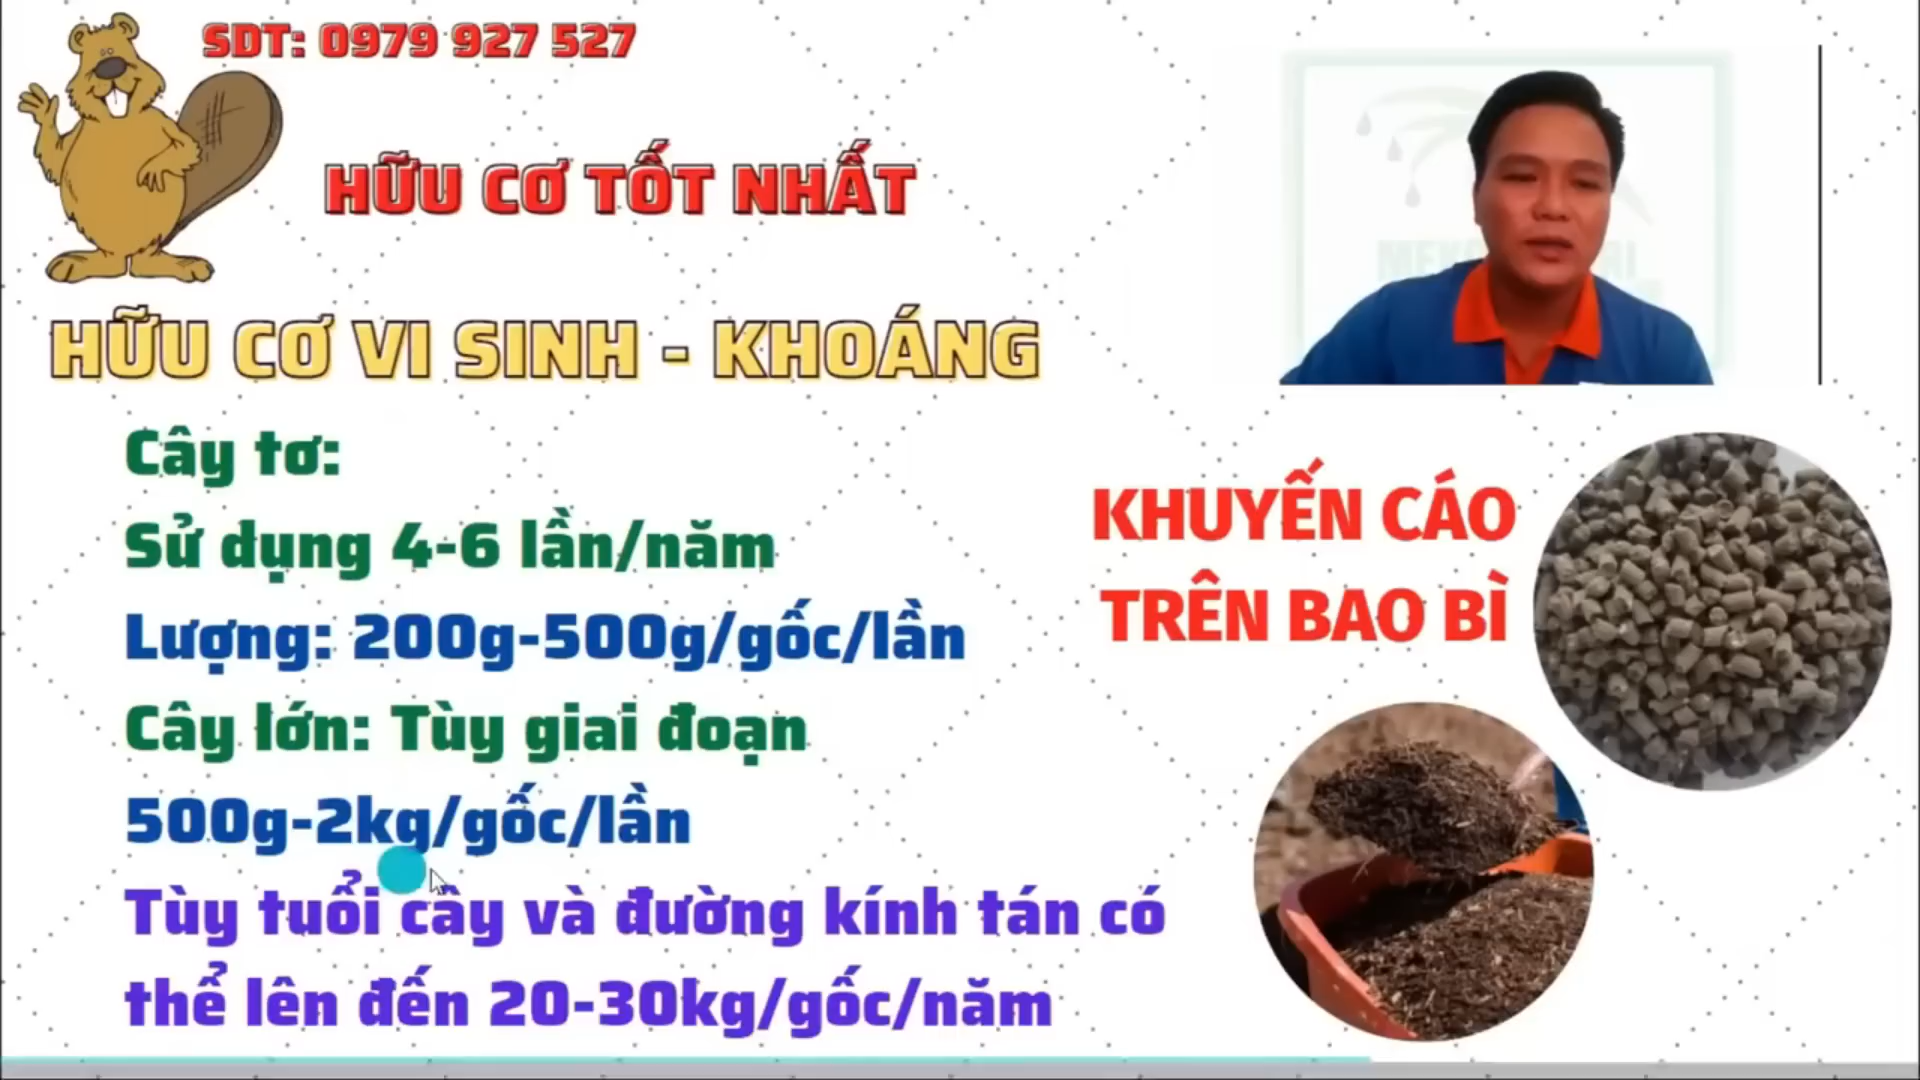 SDT: 0979 927 527
HỮU CƠ TỐT NHẤT
HỮU CƠ VI SINH - KHOÁNG
Cây tơ:
Sử dụng 4-6 lần/năm
Lượng: 200g-500g/gốc/lần
Cây lớn: Tùy giai đoạn
500g-2kg/gốc/lần
Tùy tuổi cây và đường kính tán có
thể lên đến 20-30kg/gốc/năm
KHUYẾN CÁO
TRÊN BAO BÌ